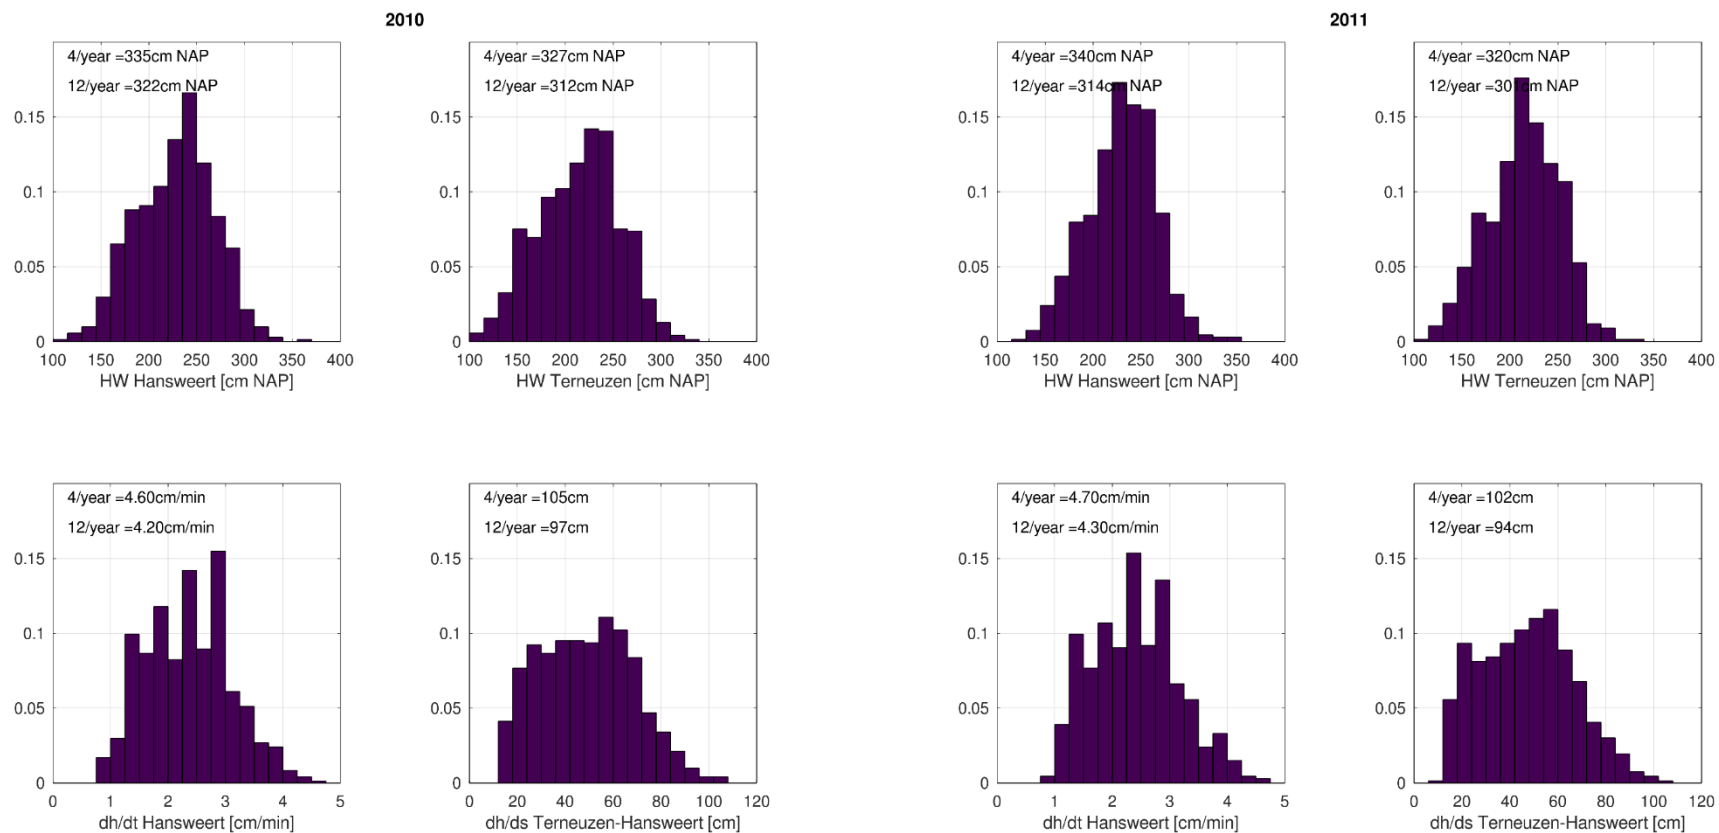 2010
2011
4/year =335cm NAP
12/year =322cm NAP
0.15
0.1
0.05
0
100 150 200 250 300 350 400
HW Hansweert [cm NAP]
4/year =327cm NAP
12/year =312cm NAP
0.15
0.1
0.05
0
100 150 200 250 300 350 400
HW Terneuzen [cm NAP]
4/year =340cm NAP
12/year =314cm NAP
0.15
0.1
0.05
0
100 150 200 250 300 350 400
HW Hansweert [cm NAP]
4/year =320cm NAP
12/year =301cm NAP
0.15
0.1
0.05
0
100 150 200 250 300 350 400
HW Terneuzen [cm NAP]
4/year =4.60cm/min
12/year =4.20cm/min
0.15
0.1
0.05
0
0 1 2 3 4 5
dh/dt Hansweert [cm/min]
4/year =105cm
12/year =97cm
0.15
0.1
0.05
0
0 20 40 60 80 100 120
dh/ds Terneuzen-Hansweert [cm]
4/year =4.70cm/min
12/year =4.30cm/min
0.15
0.1
0.05
0
0 1 2 3 4 5
dh/dt Hansweert [cm/min]
4/year =102cm
12/year =94cm
0.15
0.1
0.05
0
0 20 40 60 80 100 120
dh/ds Terneuzen-Hansweert [cm]